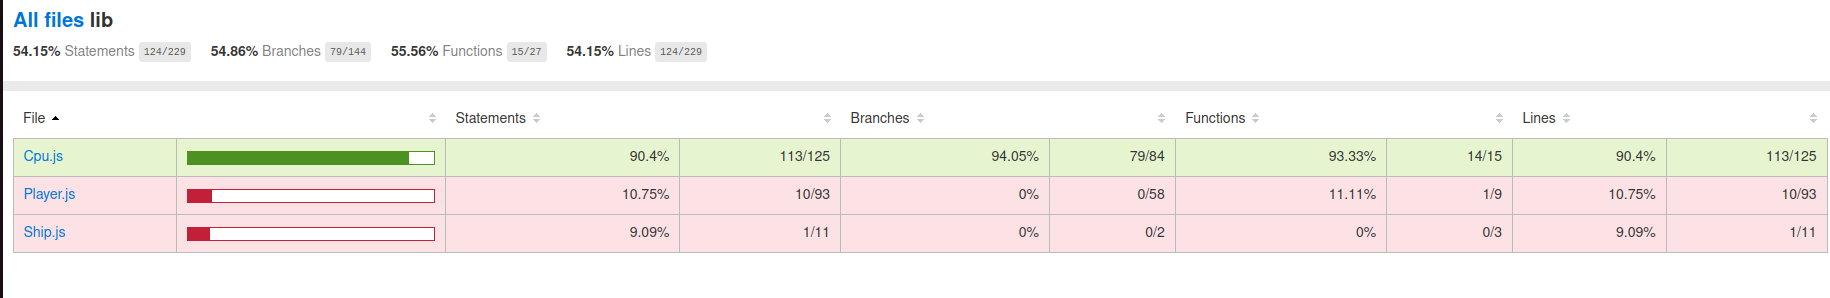 All files lib
54.15% Statements 124/229 54.86% Branches 79/144 55.56% Functions 15/27 54.15% Lines 124/229
File Statements Branches Functions Lines
Cpu.js 90.4% 113/125 94.05% 79/84 93.33% 14/15 90.4% 113/125
Player.js 10.75% 10/93 0% 0/58 11.11% 1/9 10.75% 10/93
Ship.js 9.09% 1/11 0% 0/2 0% 0/3 9.09% 1/11